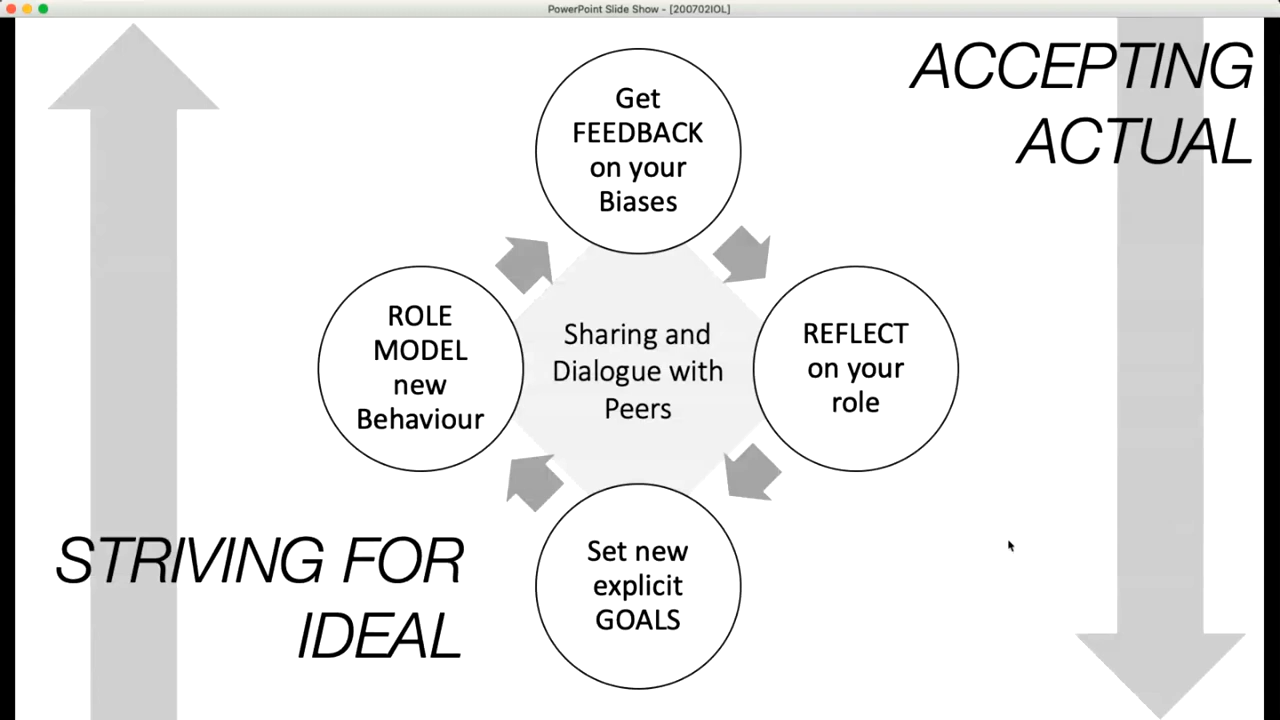 PowerPoint Slide Show - [200702IOL]
ACCEPTING
ACTUAL
Get
FEEDBACK
on your
Biases
ROLE
MODEL
new
Behaviour
Sharing and
Dialogue with
Peers
REFLECT
on your
role
STRIVING FOR
IDEAL
Set new
explicit
GOALS